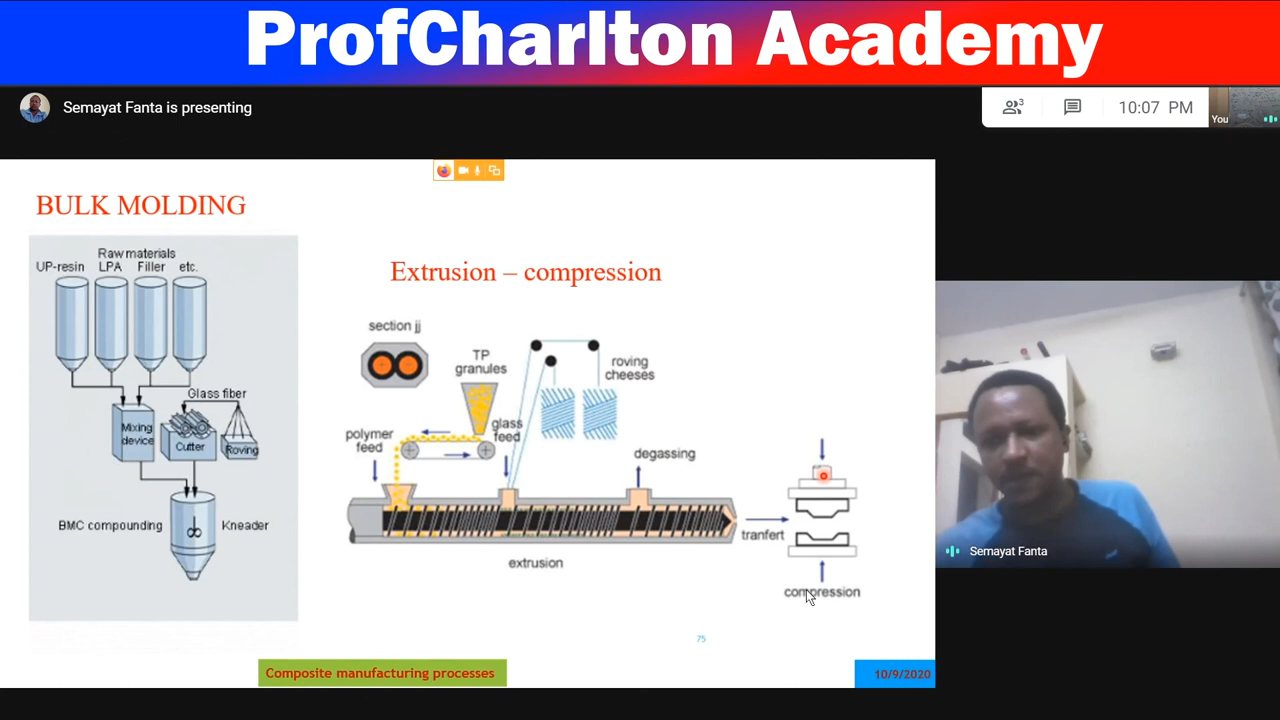 ProfCharlton Academy
Semayat Fanta is presenting
3
10:07 PM
You
BULK MOLDING
Raw materials
UP-resin LPA Filler etc.
Glass fiber
Mixing
device
Cutter
Roving
BMC compounding
Kneader
Extrusion – compression
section jj
TP
granules
roving
cheeses
polymer
feed
glass
feed
degassing
tranfert
extrusion
compression
Semayat Fanta
75
Composite manufacturing processes
10/9/2020